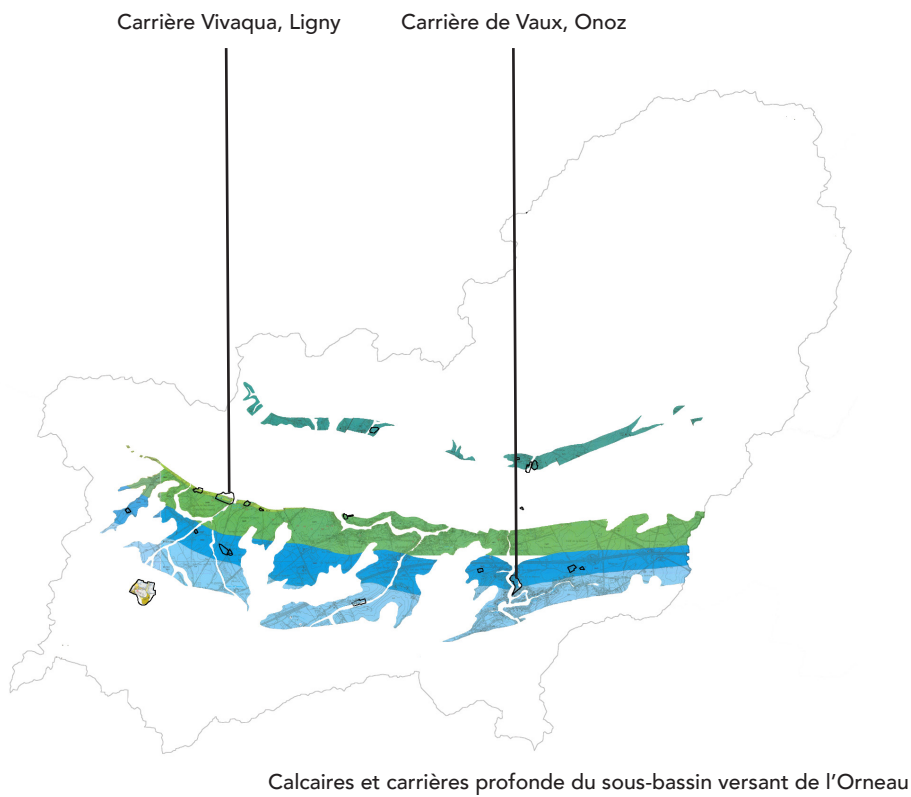 Carrière Vivaqua, Ligny
Carrière de Vaux, Onoz
Calcaires et carrières profonde du sous-bassin versant de l'Orneau